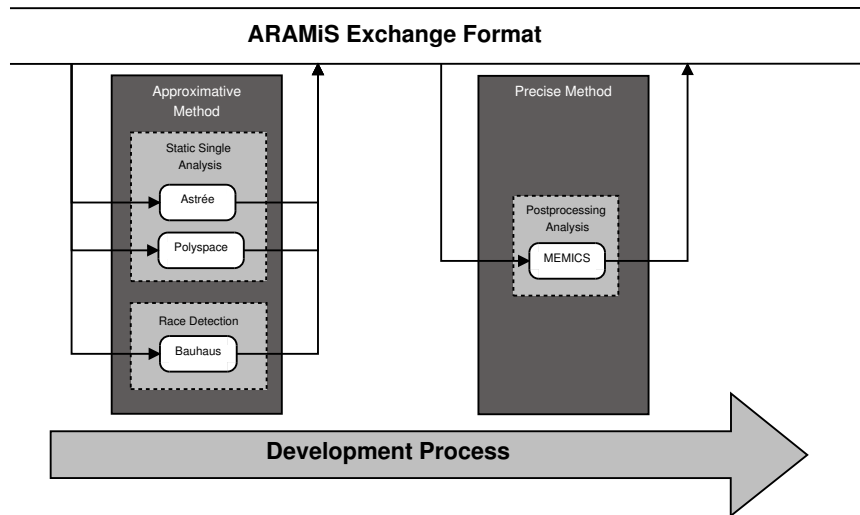 ARAMiS Exchange Format
Approximative
Method
Static Single
Analysis
Astrée
Polyspace
Race Detection
Bauhaus
Precise Method
Postprocessing
Analysis
MEMICS
Development Process